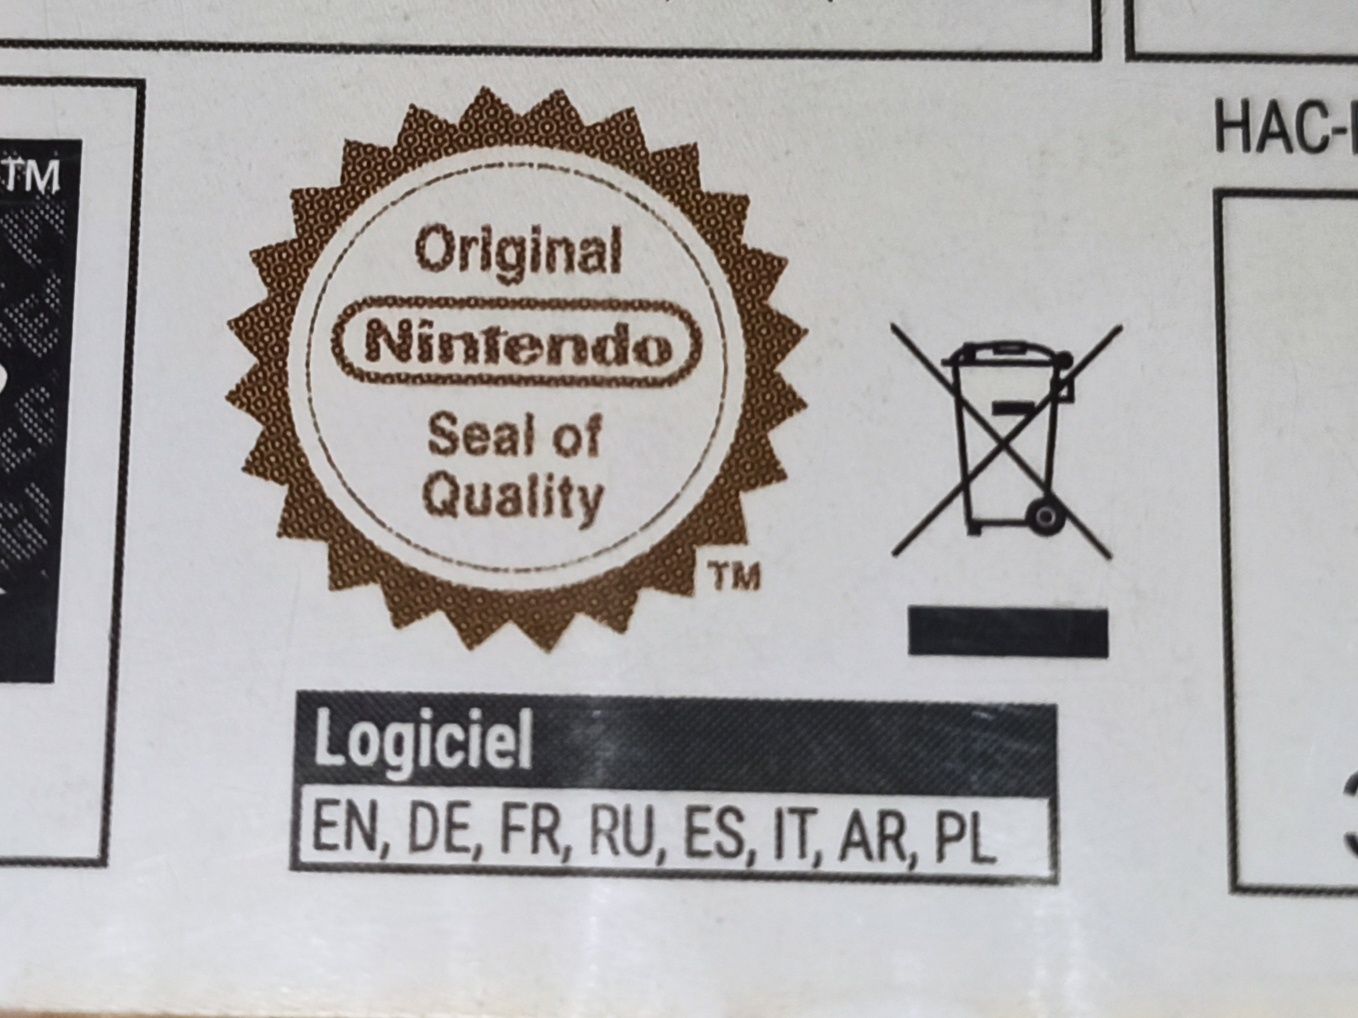 TM
HAC-
Original
Nintendo
Seal of
Quality
TM
Logiciel
EN, DE, FR, RU, ES, IT, AR, PL